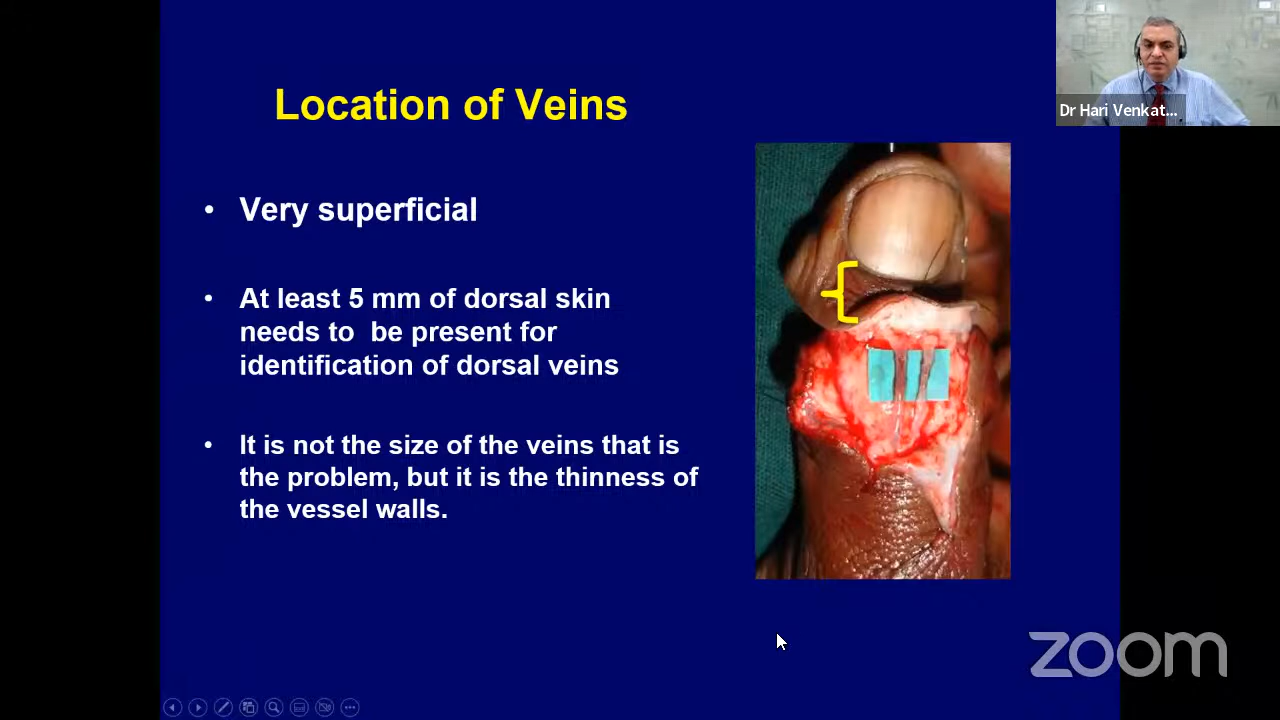 Location of Veins
Dr Hari Venkat...
• Very superficial
• At least 5 mm of dorsal skin
needs to be present for
identification of dorsal veins
• It is not the size of the veins that is
the problem, but it is the thinness of
the vessel walls.
zoom